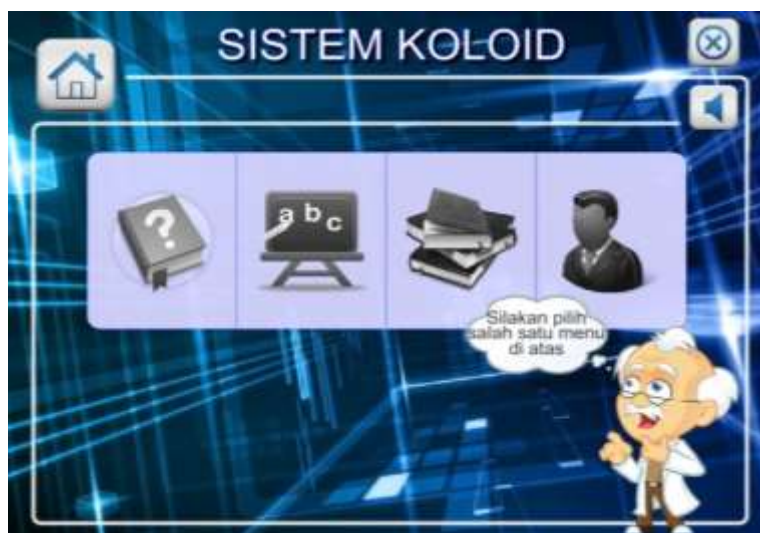 SISTEM KOLOID
?
a b c
Silakan pilih
salah satu menu
di atas